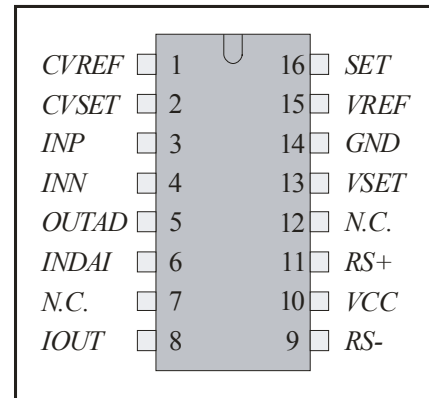 CVREF 1 16 SET
CVSET 2 15 VREF
INP 3 14 GND
INN 4 13 VSET
OUTAD 5 12 N.C.
INDAI 6 11 RS+
N.C. 7 10 VCC
IOUT 8 9 RS-